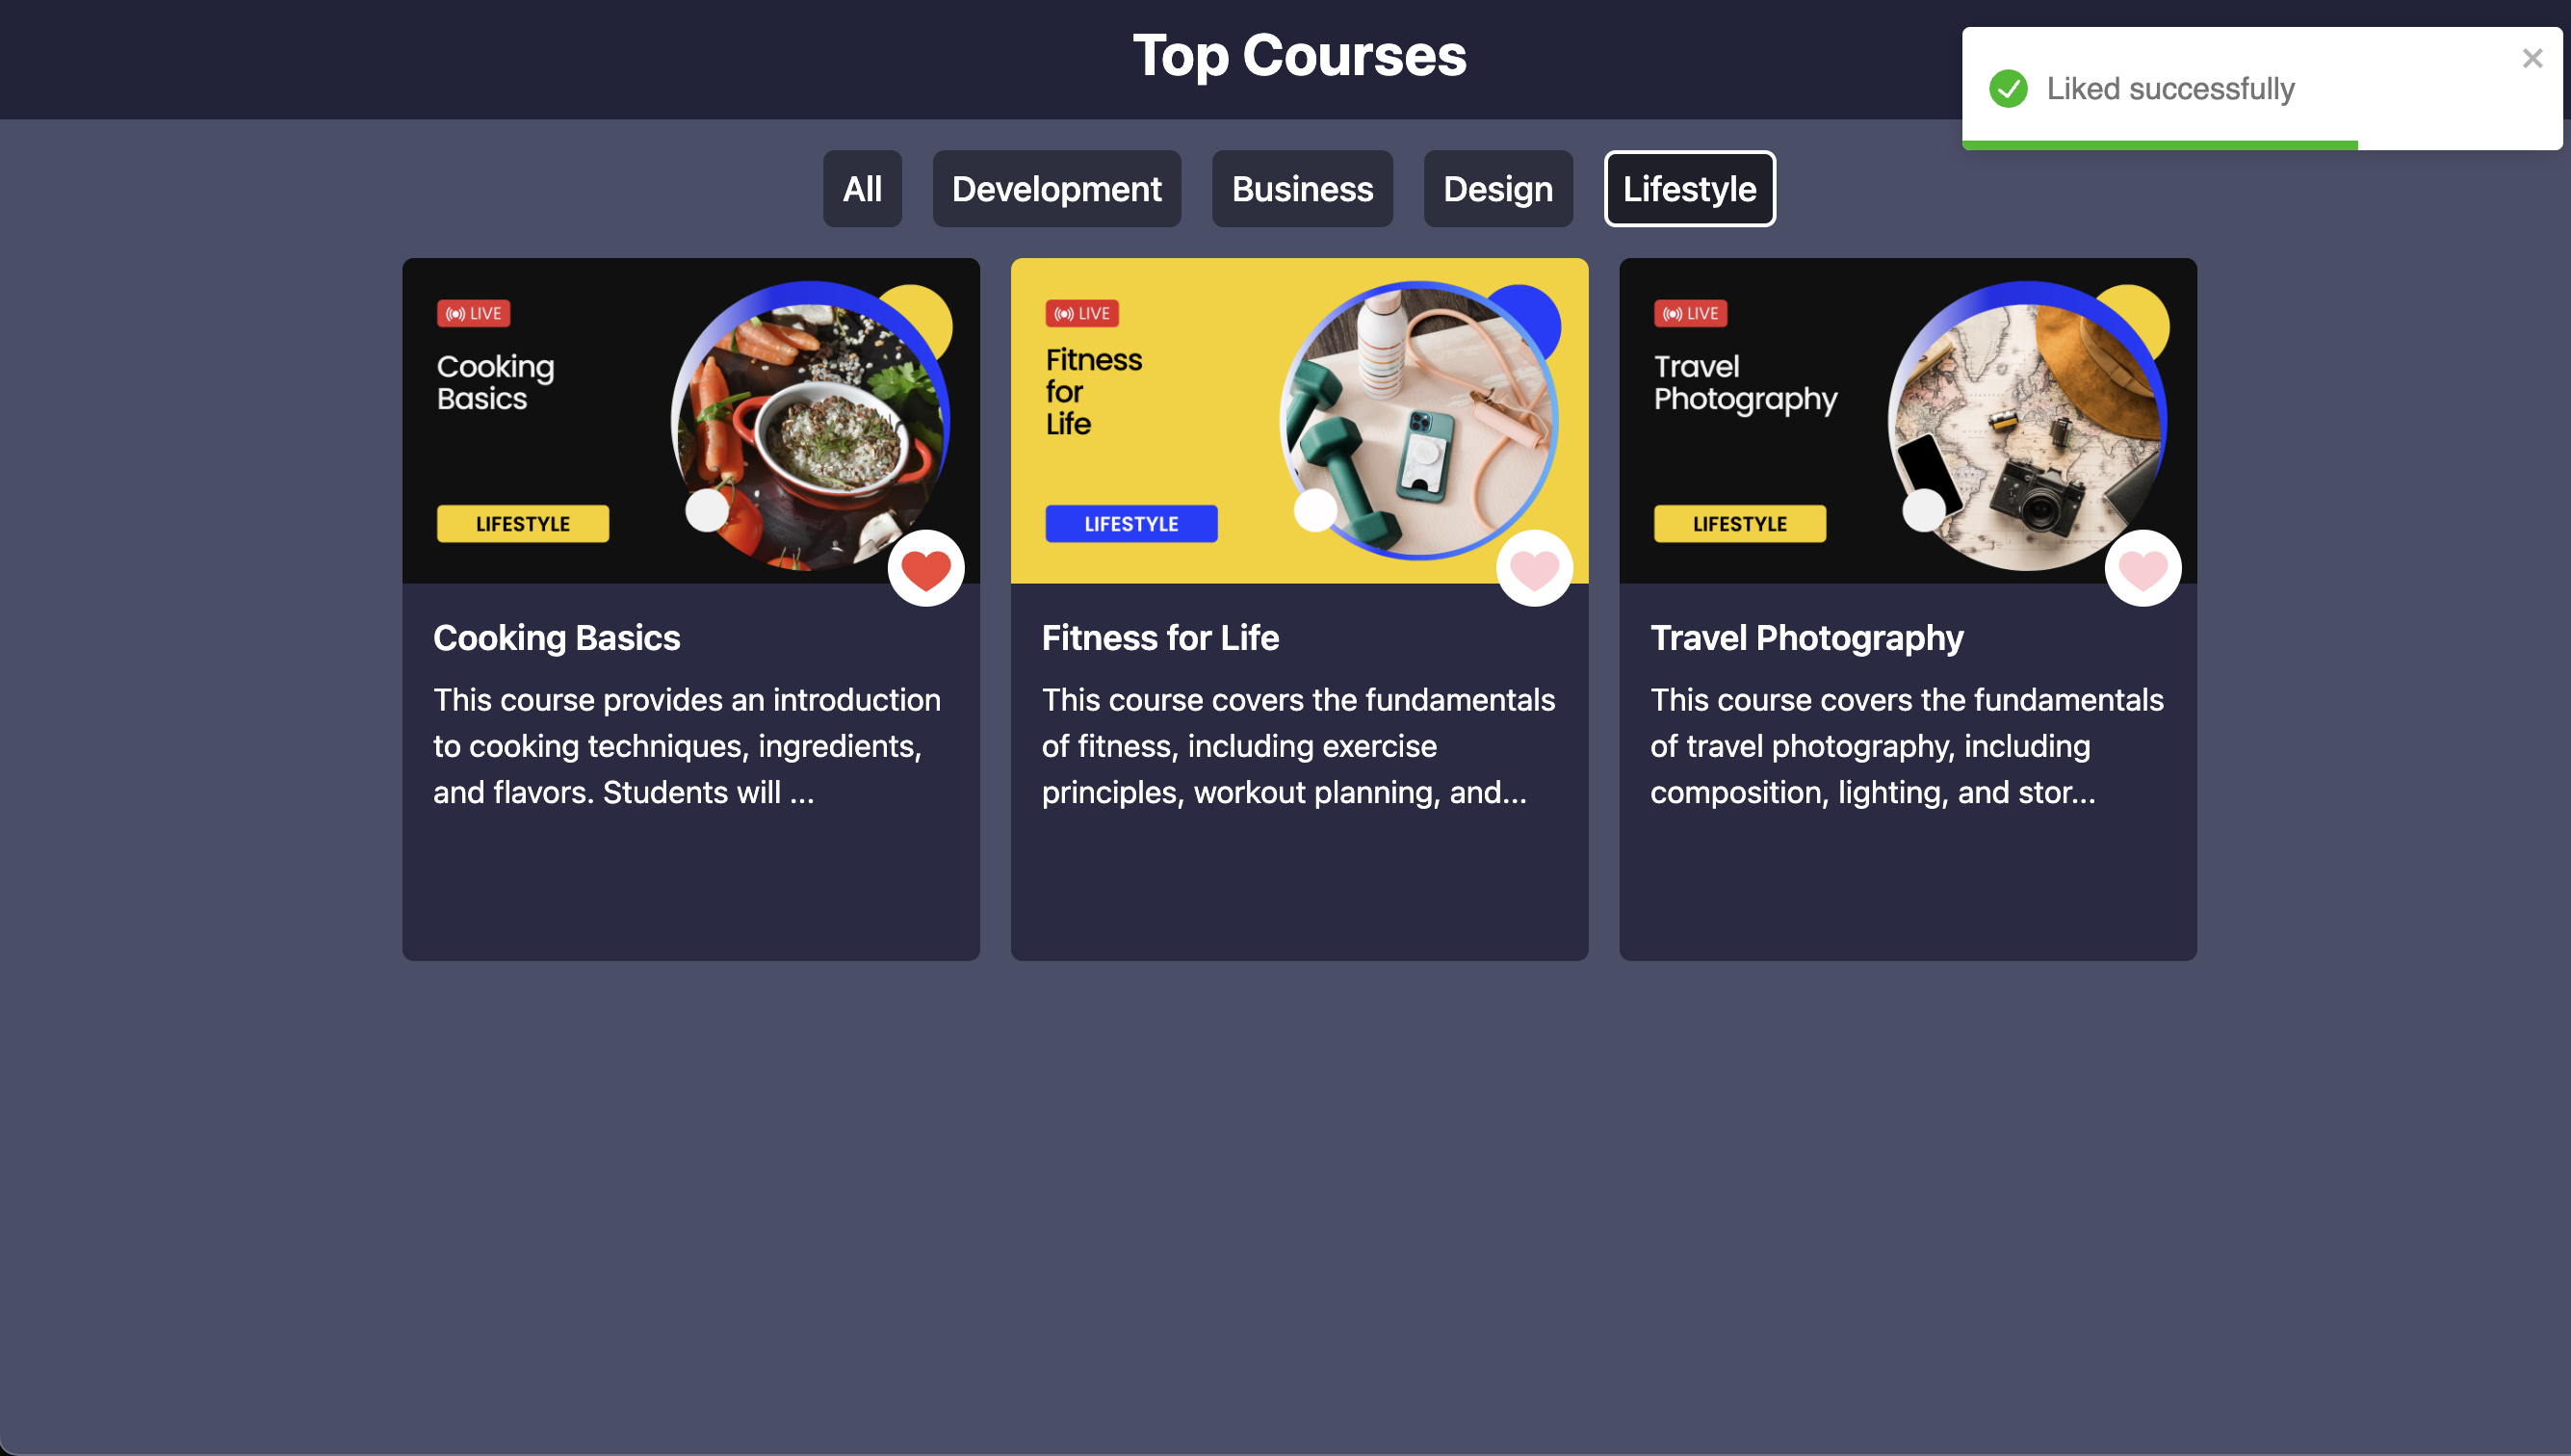 Top Courses
Liked successfully
All
Development
Business
Design
Lifestyle
LIVE
Cooking
Basics
LIFESTYLE
Cooking Basics
This course provides an introduction
to cooking techniques, ingredients,
and flavors. Students will ...
LIVE
Fitness
for
Life
LIFESTYLE
Fitness for Life
This course covers the fundamentals
of fitness, including exercise
principles, workout planning, and...
LIVE
Travel
Photography
LIFESTYLE
Travel Photography
This course covers the fundamentals
of travel photography, including
composition, lighting, and stor...